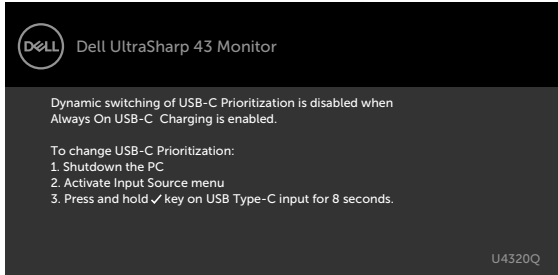 DELL
Dell UltraSharp 43 Monitor
Dynamic switching of USB-C Prioritization is disabled when
Always On USB-C  Charging is enabled.
To change USB-C Prioritization:
1. Shutdown the PC
2. Activate Input Source menu
3. Press and hold ✓ key on USB Type-C input for 8 seconds.
U4320Q